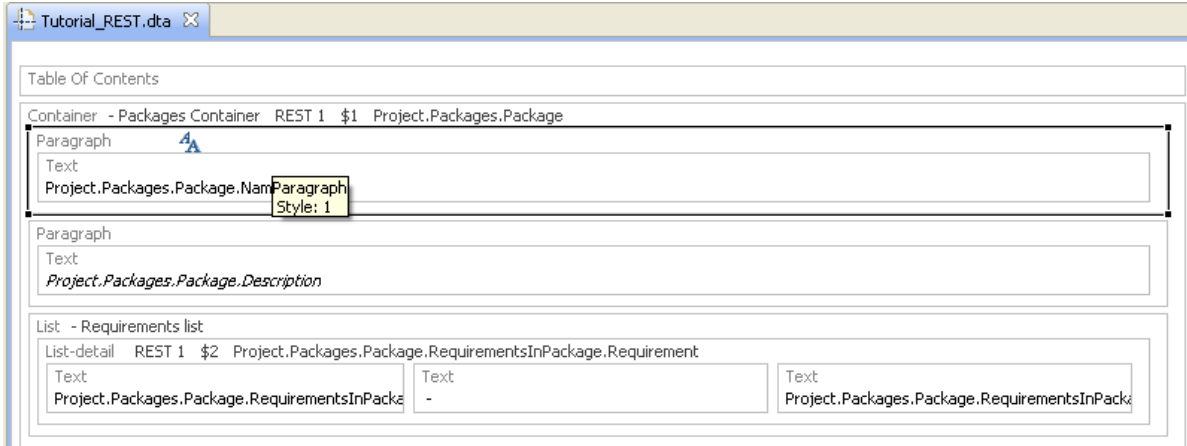 Tutorial_REST.dta
Table Of Contents
Container - Packages Container REST 1 $1 Project.Packages.Package
Paragraph
Text
Project.Packages.Package.Nam
Paragraph
Style: 1
Paragraph
Text
Project.Packages.Package.Description
List - Requirements list
List-detail REST 1 $2 Project.Packages.Package.RequirementsInPackage.Requirement
Text Text Text
Project.Packages.Package.RequirementsInPacka - Project.Packages.Package.RequirementsInPacka